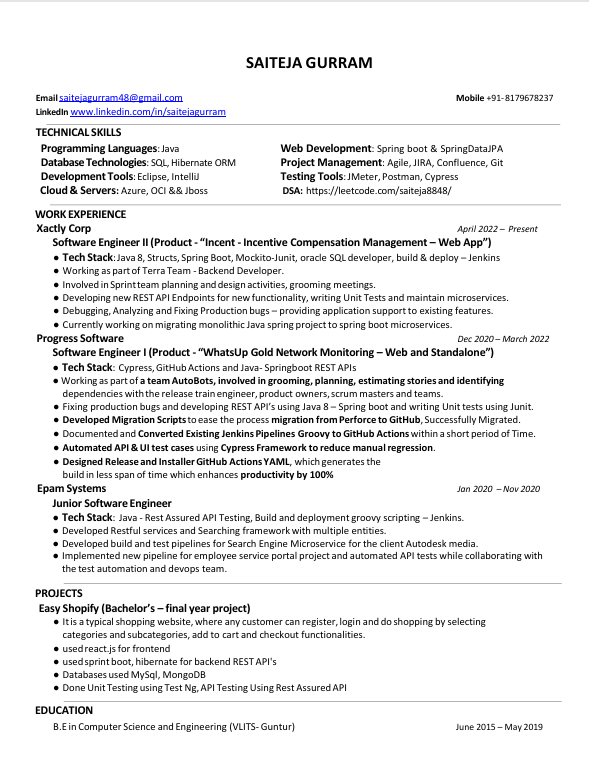 SAITEJA GURRAM
Email saitejagurram48@gmail.com Mobile +91-8179678237
LinkedIn www.linkedin.com/in/saitejagurram
TECHNICAL SKILLS
Programming Languages: Java Web Development: Spring boot & SpringDataJPA
Database Technologies: SQL, Hibernate ORM Project Management: Agile, JIRA, Confluence, Git
Development Tools: Eclipse, IntelliJ Testing Tools: JMeter, Postman, Cypress
Cloud & Servers: Azure, OCI && Jboss DSA: https://leetcode.com/saiteja8848/
WORK EXPERIENCE
Xactly Corp April 2022 – Present
Software Engineer II (Product - “Incent - Incentive Compensation Management – Web App”)
● Tech Stack: Java 8, Structs, Spring Boot, Mockito-Junit, oracle SQL developer, build & deploy – Jenkins
● Working as part of Terra Team - Backend Developer.
● Involved in Sprint team planning and design activities, grooming meetings.
● Developing new REST API Endpoints for new functionality, writing Unit Tests and maintain microservices.
● Debugging, Analyzing and Fixing Production bugs – providing application support to existing features.
● Currently working on migrating monolithic Java spring project to spring boot microservices.
Progress Software Dec 2020 – March 2022
Software Engineer I (Product - “WhatsUp Gold Network Monitoring – Web and Standalone”)
● Tech Stack: Cypress, GitHub Actions and Java- Springboot REST APIs
● Working as part of a team AutoBots, involved in grooming, planning, estimating stories and identifying
dependencies with the release train engineer, product owners, scrum masters and teams.
● Fixing production bugs and developing REST API’s using Java 8 – Spring boot and writing Unit tests using Junit.
● Developed Migration Scripts to ease the process migration from Perforce to GitHub, Successfully Migrated.
● Documented and Converted Existing Jenkins Pipelines Groovy to GitHub Actions within a short period of Time.
● Automated API & UI test cases using Cypress Framework to reduce manual regression.
● Designed Release and Installer GitHub Actions YAML, which generates the
build in less span of time which enhances productivity by 100%
Epam Systems Jan 2020 – Nov 2020
Junior Software Engineer
● Tech Stack: Java - Rest Assured API Testing, Build and deployment groovy scripting – Jenkins.
● Developed Restful services and Searching framework with multiple entities.
● Developed build and test pipelines for Search Engine Microservice for the client Autodesk media.
● Implemented new pipeline for employee service portal project and automated API tests while collaborating with
the test automation and devops team.
PROJECTS
Easy Shopify (Bachelor’s – final year project)
● It is a typical shopping website, where any customer can register, login and do shopping by selecting
categories and subcategories, add to cart and checkout functionalities.
● used react.js for frontend
● used sprint boot, hibernate for backend REST API's
● Databases used MySql, MongoDB
● Done Unit Testing using Test Ng, API Testing Using Rest Assured API
EDUCATION
B.E in Computer Science and Engineering (VLITS- Guntur) June 2015 – May 2019